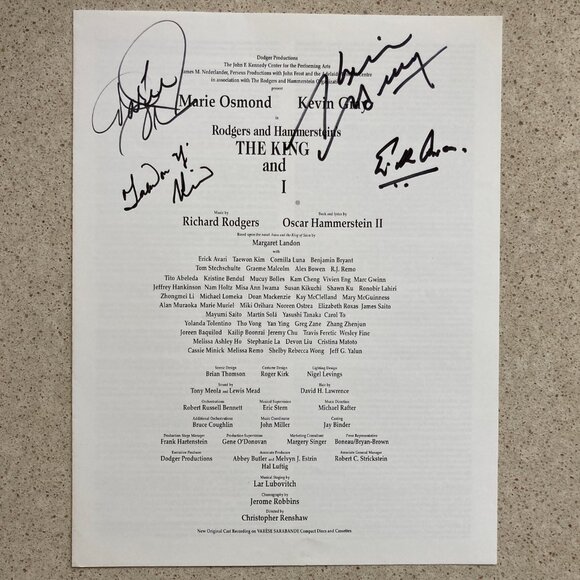 Dodger Productions
The John F. Kennedy Center for the Performing Arts
James M. Nederlander, Perseus Productions with John Frost and the Adelaide Centre
in association with The Rodgers and Hammerstein Organization
present
Marie Osmond Kevin Gray
in
Rodgers and Hammerstein's
THE KING
and
I
Music by Book and lyrics by
Richard Rodgers Oscar Hammerstein II
Based upon the novel Anna and the King of Siam by
Margaret Landon
with
Erick Avari Taewon Kim Cornilla Luna Benjamin Bryant
Tom Stechschulte Graeme Malcolm Alex Bowen R.J. Remo
Tito Abeleda Kristine Bendul Mucuy Bolles Kam Cheng Vivien Eng Marc Gwinn
Jeffrey Hankinson Nam Holtz Misa Ann Iwama Susan Kikuchi Shawn Ku Ronobir Lahiri
Zhongmei Li Michael Lomeka Doan Mackenzie Kay McClelland Mary McGuinness
Alan Muraoka Marie Muriel Miki Orihara Noreen Ostrea Elizabeth Roxas James Saito
Mayumi Saito Martin Solá Yasushi Tanaka Carol To
Yolanda Tolentino Tho Vong Yan Ying Greg Zane Zhang Zhenjun
Joreen Baquilod Kailip Boonrai Jeremy Chu Travis Feretic Wesley Fine
Melissa Ashley Ho Stephanie La Devon Liu Cristina Matoto
Cassie Minick Melissa Remo Shelby Rebecca Wong Jeff G. Yalun
Scenic Design Costume Design Lighting Design
Brian Thomson Roger Kirk Nigel Levings
Sound by Hair by
Tony Meola and Lewis Mead David H. Lawrence
Orchestrations Musical Supervision Music Direction
Robert Russell Bennett Eric Stern Michael Rafter
Additional Orchestrations Music Coordinator Casting
Bruce Coughlin John Miller Jay Binder
Production Stage Manager Production Supervision Marketing Consultant Press Representative
Frank Hartenstein Gene O'Donovan Margery Singer Boneau/Bryan-Brown
Executive Producer Associate Producers Associate General Manager
Dodger Productions Abbey Butler and Melvyn J. Estrin Robert C. Strickstein
Hal Luftig
Musical Staging by
Lar Lubovitch
Choreography by
Jerome Robbins
Directed by
Christopher Renshaw
New Original Cast Recording on VARÈSE SARABANDE Compact Discs and Cassettes